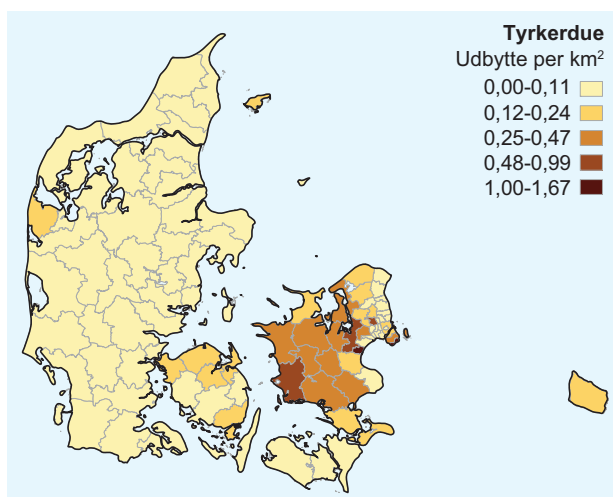 Tyrkerdue
Udbytte per km²
0,00-0,11
0,12-0,24
0,25-0,47
0,48-0,99
1,00-1,67